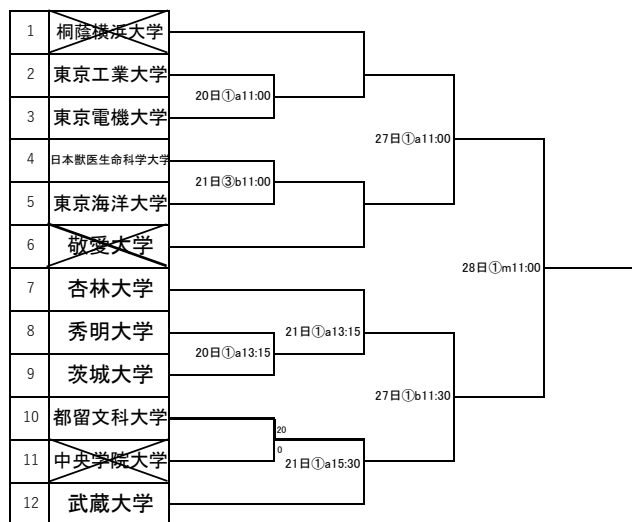 1 桐蔭横浜大学
2 東京工業大学
20日①a11:00
3 東京電機大学
27日①a11:00
4 日本獣医生命科学大学
21日③b11:00
5 東京海洋大学
6 敬愛大学
28日①m11:00
7 杏林大学
8 秀明大学
21日①a13:15
20日①a13:15
9 茨城大学
27日①b11:30
10 都留文科大学
20
0
11 中央学院大学
21日①a15:30
12 武蔵大学